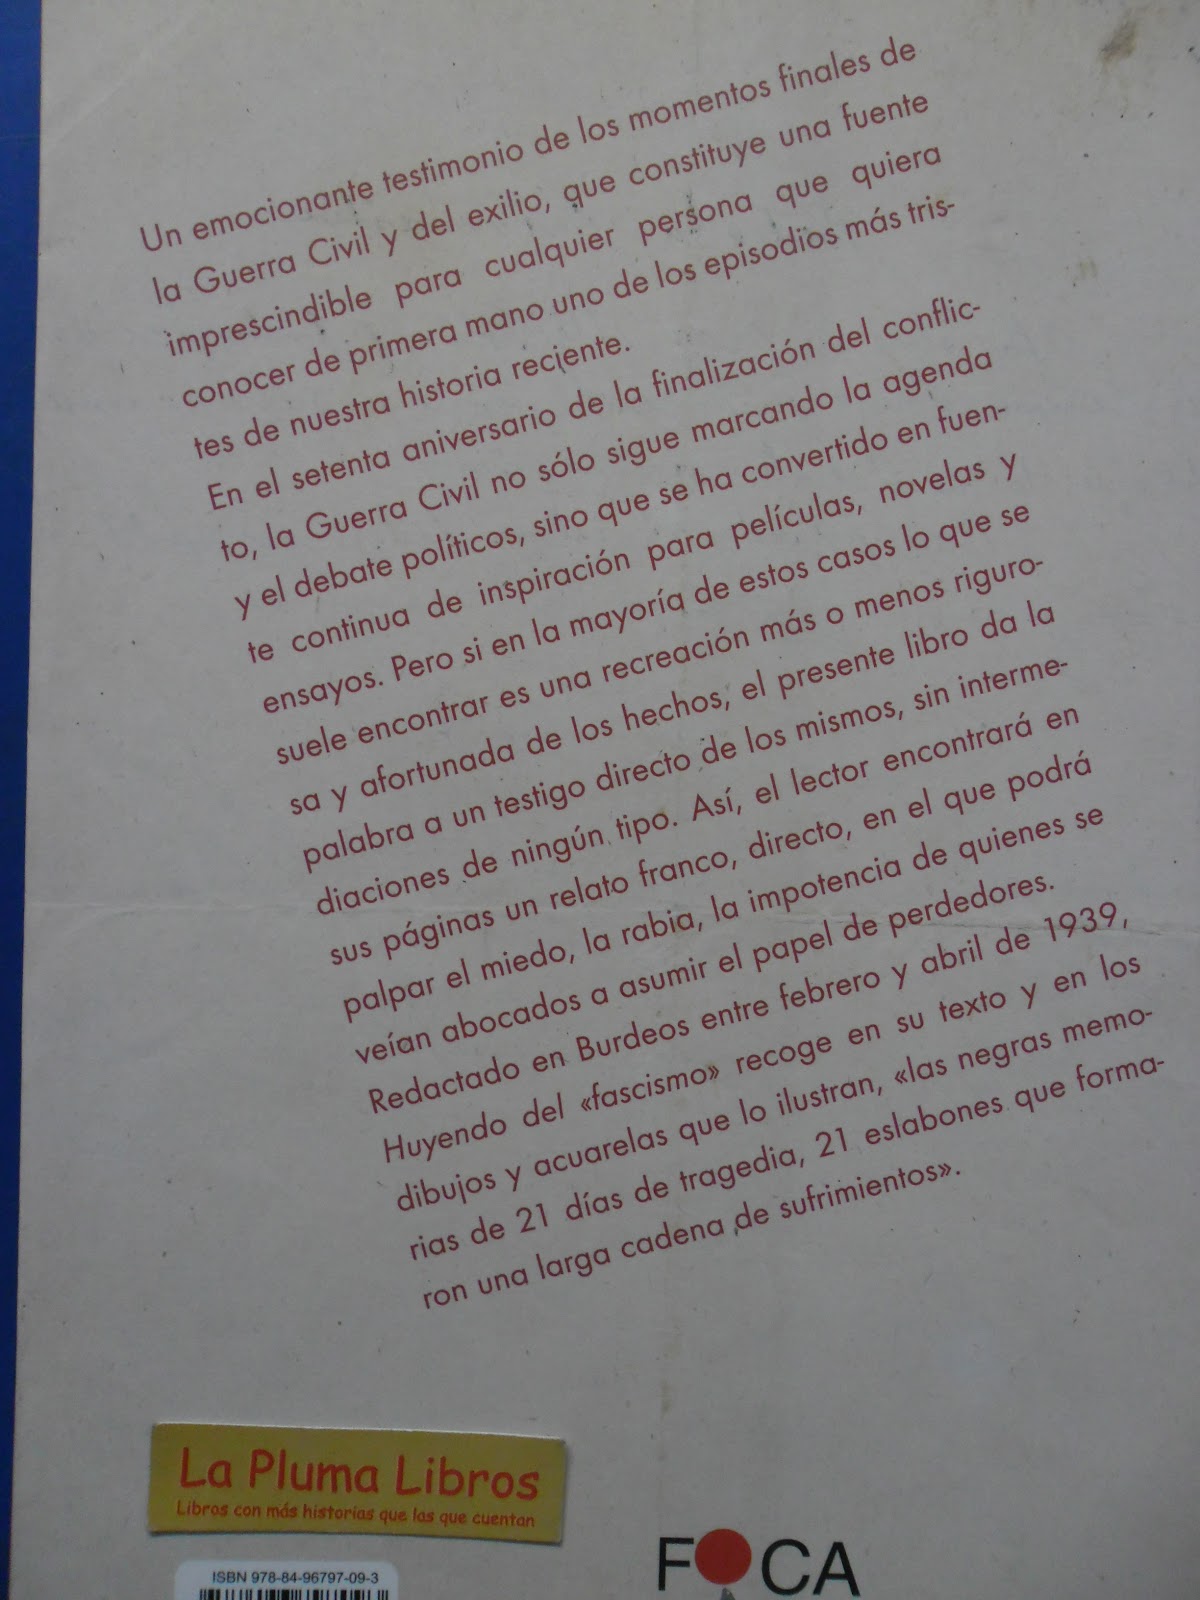 Un emocionante testimonio de los momentos finales de
la Guerra Civil y del exilio, que constituye una fuente
imprescindible para cualquier persona que quiera
conocer de primera mano uno de los episodios más tris-
tes de nuestra historia reciente.
En el setenta aniversario de la finalización del conflic-
to, la Guerra Civil no sólo sigue marcando la agenda
y el debate políticos, sino que se ha convertido en fuen-
te continua de inspiración para películas, novelas y
ensayos. Pero si en la mayoría de estos casos lo que se
suele encontrar es una recreación más o menos riguro-
sa y afortunada de los hechos, el presente libro da la
palabra a un testigo directo de los mismos, sin interme-
diaciones de ningún tipo. Así, el lector encontrará en
sus páginas un relato franco, directo, en el que podrá
palpar el miedo, la rabia, la impotencia de quienes se
veían abocados a asumir el papel de perdedores.
Redactado en Burdeos entre febrero y abril de 1939,
Huyendo del «fascismo» recoge en su texto y en los
dibujos y acuarelas que lo ilustran, «las negras memo-
rias de 21 días de tragedia, 21 eslabones que forma-
ron una larga cadena de sufrimientos».
La Pluma Libros
Libros con más historias que las que cuentan
ISBN 978-84-96797-09-3
FOCA